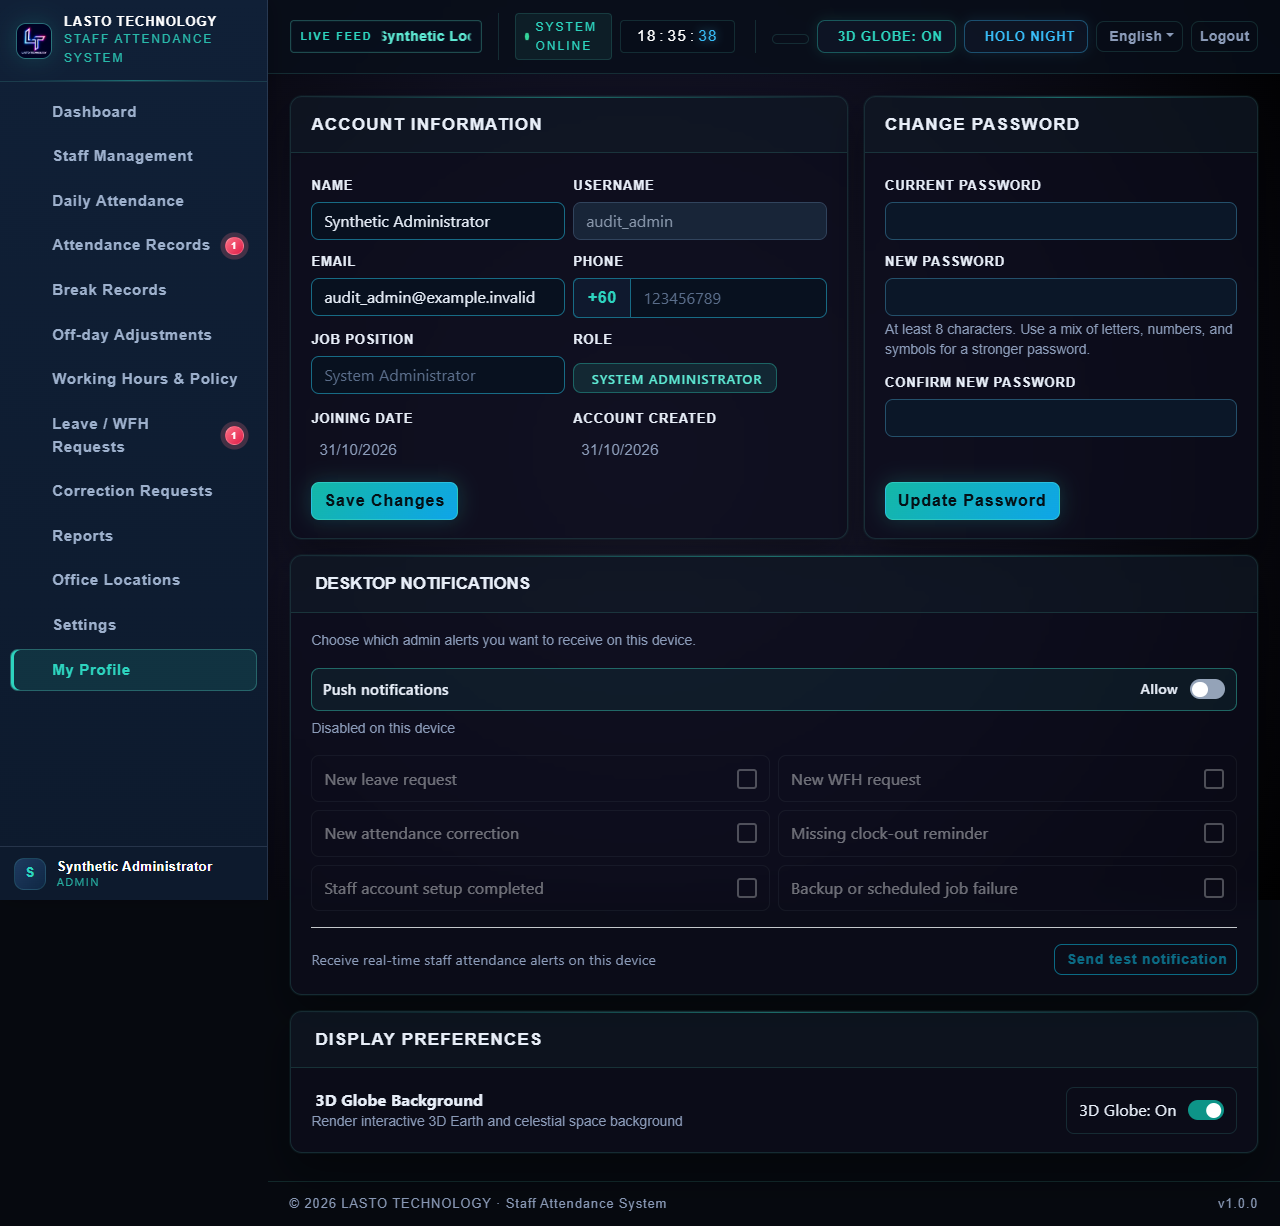 LASTO TECHNOLOGY
STAFF ATTENDANCE
SYSTEM
LIVE FEED
Synthetic Loc
SYSTEM
ONLINE
18:35:38
3D GLOBE: ON
HOLO NIGHT
English
Logout
Dashboard
Staff Management
Daily Attendance
Attendance Records 1
Break Records
Off-day Adjustments
Working Hours & Policy
Leave / WFH
Requests 1
Correction Requests
Reports
Office Locations
Settings
My Profile
S
Synthetic Administrator
ADMIN
ACCOUNT INFORMATION
NAME
Synthetic Administrator
USERNAME
audit_admin
EMAIL
audit_admin@example.invalid
PHONE
+60 123456789
JOB POSITION
System Administrator
ROLE
SYSTEM ADMINISTRATOR
JOINING DATE
31/10/2026
ACCOUNT CREATED
31/10/2026
Save Changes
CHANGE PASSWORD
CURRENT PASSWORD
NEW PASSWORD
At least 8 characters. Use a mix of letters, numbers, and
symbols for a stronger password.
CONFIRM NEW PASSWORD
Update Password
DESKTOP NOTIFICATIONS
Choose which admin alerts you want to receive on this device.
Push notifications
Allow
Disabled on this device
New leave request
New WFH request
New attendance correction
Missing clock-out reminder
Staff account setup completed
Backup or scheduled job failure
Receive real-time staff attendance alerts on this device
Send test notification
DISPLAY PREFERENCES
3D Globe Background
Render interactive 3D Earth and celestial space background
3D Globe: On
© 2026 LASTO TECHNOLOGY · Staff Attendance System
v1.0.0